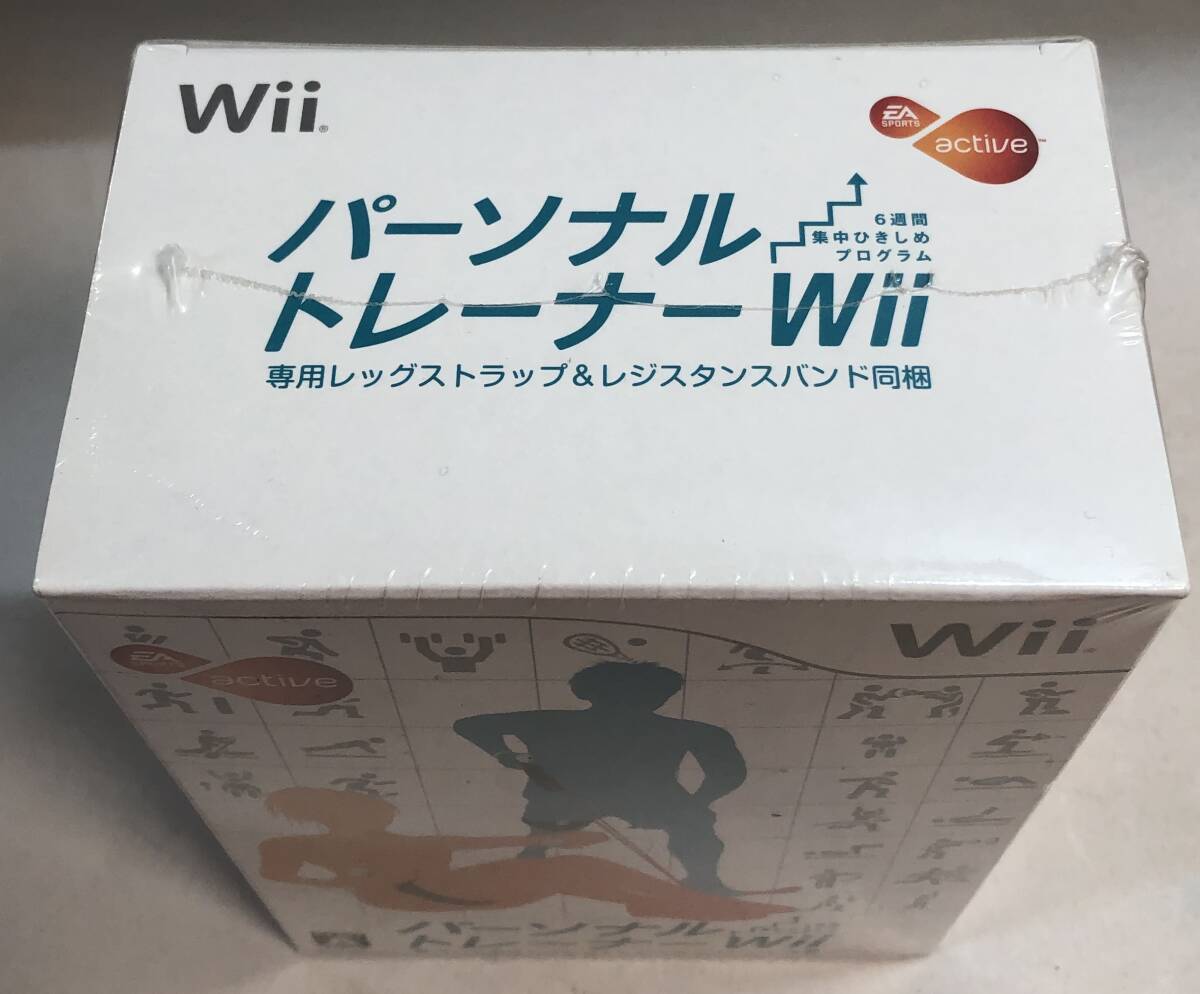 Wii®
EA
SPORTS
active™
パーソナル
トレーナーWii
6週間
集中ひきしめ
プログラム
専用レッグストラップ&レジスタンスバンド同梱
Wii
EA
SPORTS
active
パーソナル
トレーナーWii